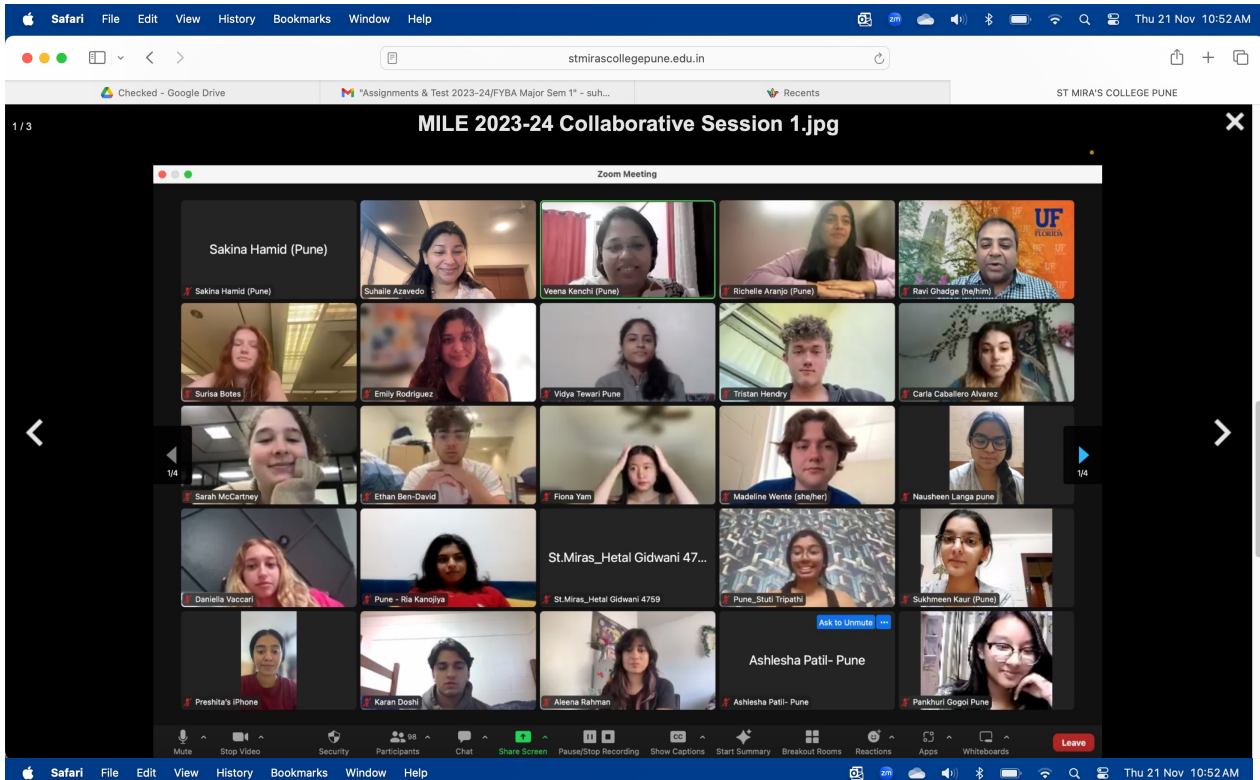 Safari File Edit View History Bookmarks Window Help
zm
Thu 21 Nov 10:52 AM
stmirascollegepune.edu.in
Checked - Google Drive
"Assignments & Test 2023-24/FYBA Major Sem 1" - suh...
Recents
ST MIRA'S COLLEGE PUNE
1 / 3
MILE 2023-24 Collaborative Session 1.jpg
Zoom Meeting
Sakina Hamid (Pune)
UF
FLORIDA
Sakina Hamid (Pune)
Suhaile Azavedo
Veena Kenchi (Pune)
Richelle Aranjo (Pune)
Ravi Ghadge (he/him)
Surisa Botes
Emily Rodriguez
Vidya Tewari Pune
Tristan Hendry
Carla Caballero Alvarez
1/4
1/4
Sarah McCartney
Ethan Ben-David
Fiona Yam
Madeline Wente (she/her)
Nausheen Langa pune
St.Miras_Hetal Gidwani 47...
Daniella Vaccari
Pune - Ria Kanojiya
St.Miras_Hetal Gidwani 4759
Pune_Stuti Tripathi
Sukhmeen Kaur (Pune)
Ask to Unmute
Ashlesha Patil- Pune
Preshita's iPhone
Karan Doshi
Aleena Rahman
Ashlesha Patil- Pune
Pankhuri Gogoi Pune
98
CC
Mute
Stop Video
Security
Participants
Chat
Share Screen
Pause/Stop Recording
Show Captions
Start Summary
Breakout Rooms
Reactions
Apps
Whiteboards
Leave
Safari File Edit View History Bookmarks Window Help
zm
Thu 21 Nov 10:52 AM